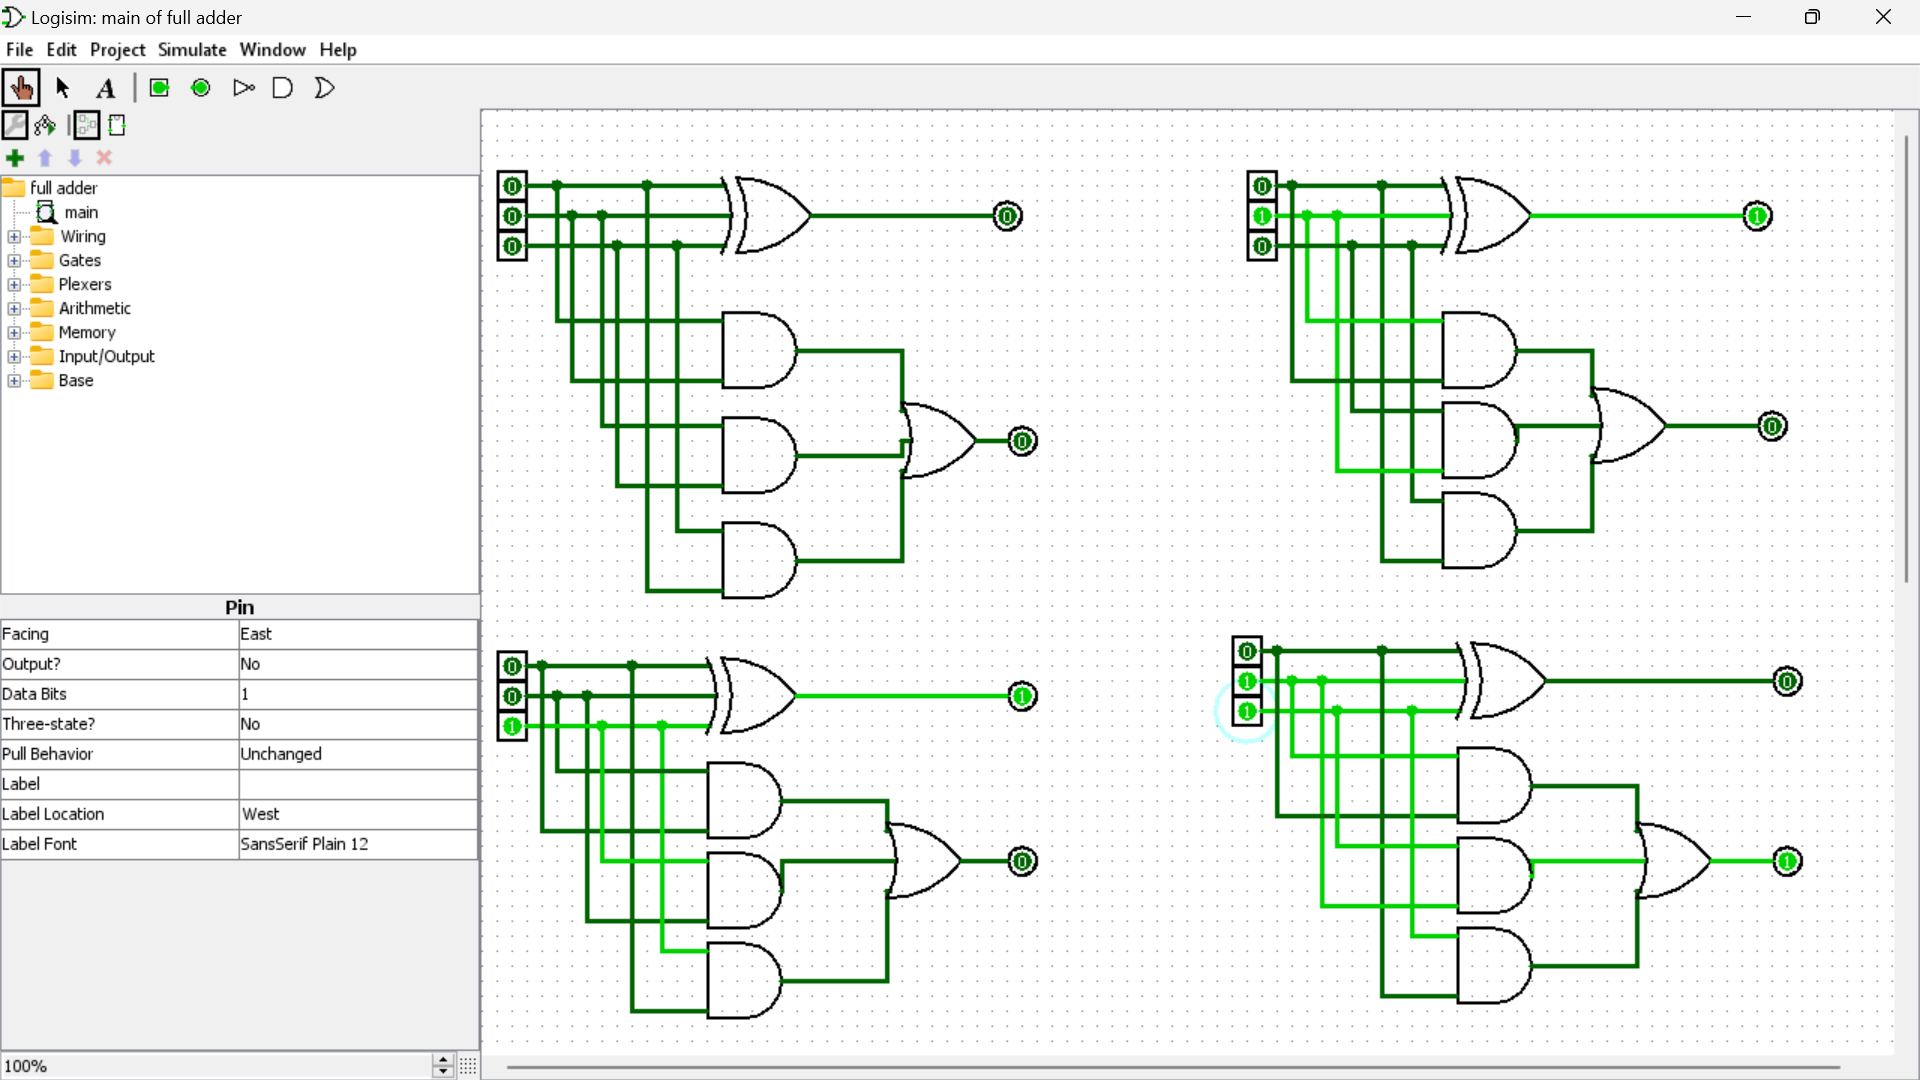 Logisim: main of full adder
File Edit Project Simulate Window Help
A
full adder
main
Wiring
Gates
Plexers
Arithmetic
Memory
Input/Output
Base
Pin
Facing East
Output? No
Data Bits 1
Three-state? No
Pull Behavior Unchanged
Label
Label Location West
Label Font SansSerif Plain 12
100%
0
0 0
0
0
0
1 1
0
0
0
0 1
1
0
0
1 0
1
1